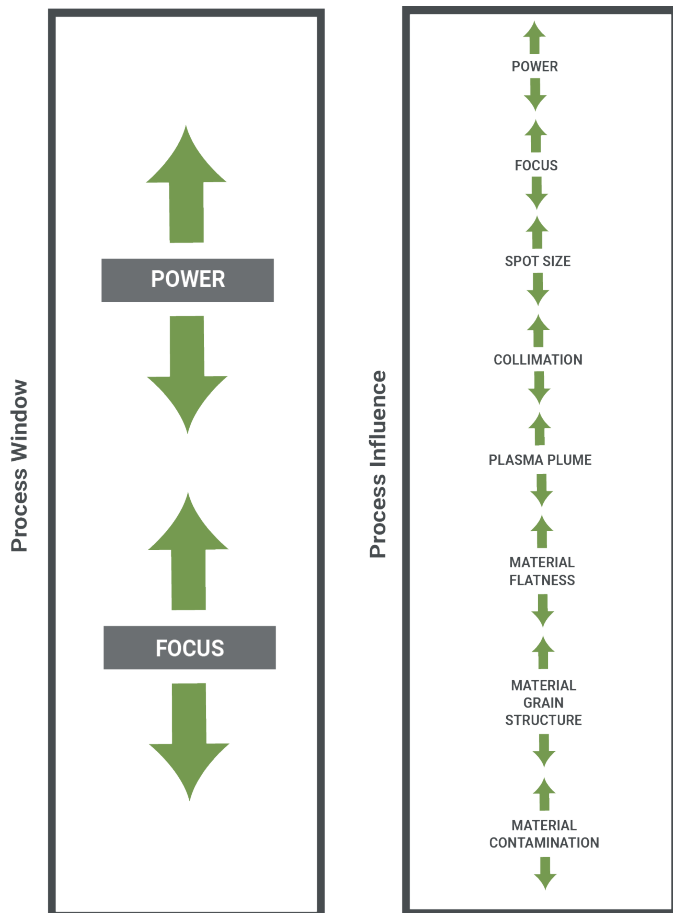 Process Window
POWER
FOCUS
Process Influence
POWER
FOCUS
SPOT SIZE
COLLIMATION
PLASMA PLUME
MATERIAL
FLATNESS
MATERIAL
GRAIN
STRUCTURE
MATERIAL
CONTAMINATION